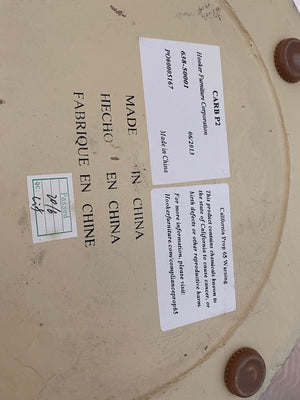 CARB P2
Hooker Furniture Corporation
06/2013
638-50001
PO#0005167
Made in China
California Prop 65 Warning
This product contains chemicals known to
the state of California to cause cancer, or
birth defects or other reproductive harm.
For more information, please visit:
Hookerfurniture.com/complianceprop65
MADE IN CHINA
HECHO EN CHINA
FABRIQUE EN CHINE
Passed
QC